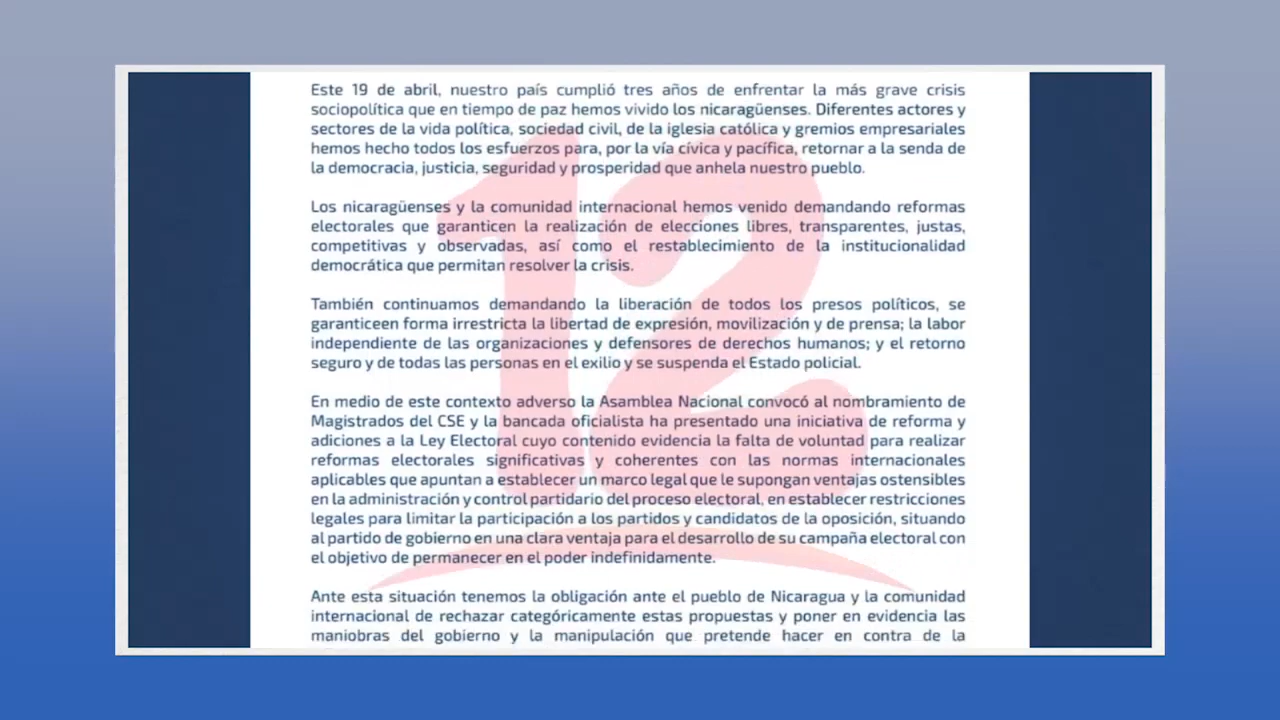 Este 19 de abril, nuestro país cumplió tres años de enfrentar la más grave crisis
sociopolítica que en tiempo de paz hemos vivido los nicaragüenses. Diferentes actores y
sectores de la vida política, sociedad civil, de la iglesia católica y gremios empresariales
hemos hecho todos los esfuerzos para, por la vía cívica y pacífica, retornar a la senda de
la democracia, justicia, seguridad y prosperidad que anhela nuestro pueblo.
Los nicaragüenses y la comunidad internacional hemos venido demandando reformas
electorales que garanticen la realización de elecciones libres, transparentes, justas,
competitivas y observadas, así como el restablecimiento de la institucionalidad
democrática que permitan resolver la crisis.
También continuamos demandando la liberación de todos los presos políticos, se
garanticeen forma irrestricta la libertad de expresión, movilización y de prensa; la labor
independiente de las organizaciones y defensores de derechos humanos; y el retorno
seguro y de todas las personas en el exilio y se suspenda el Estado policial.
En medio de este contexto adverso la Asamblea Nacional convocó al nombramiento de
Magistrados del CSE y la bancada oficialista ha presentado una iniciativa de reforma y
adiciones a la Ley Electoral cuyo contenido evidencia la falta de voluntad para realizar
reformas electorales significativas y coherentes con las normas internacionales
aplicables que apuntan a establecer un marco legal que le supongan ventajas ostensibles
en la administración y control partidario del proceso electoral, en establecer restricciones
legales para limitar la participación a los partidos y candidatos de la oposición, situando
al partido de gobierno en una clara ventaja para el desarrollo de su campaña electoral con
el objetivo de permanecer en el poder indefinidamente.
Ante esta situación tenemos la obligación ante el pueblo de Nicaragua y la comunidad
internacional de rechazar categóricamente estas propuestas y poner en evidencia las
maniobras del gobierno y la manipulación que pretende hacer en contra de la
12